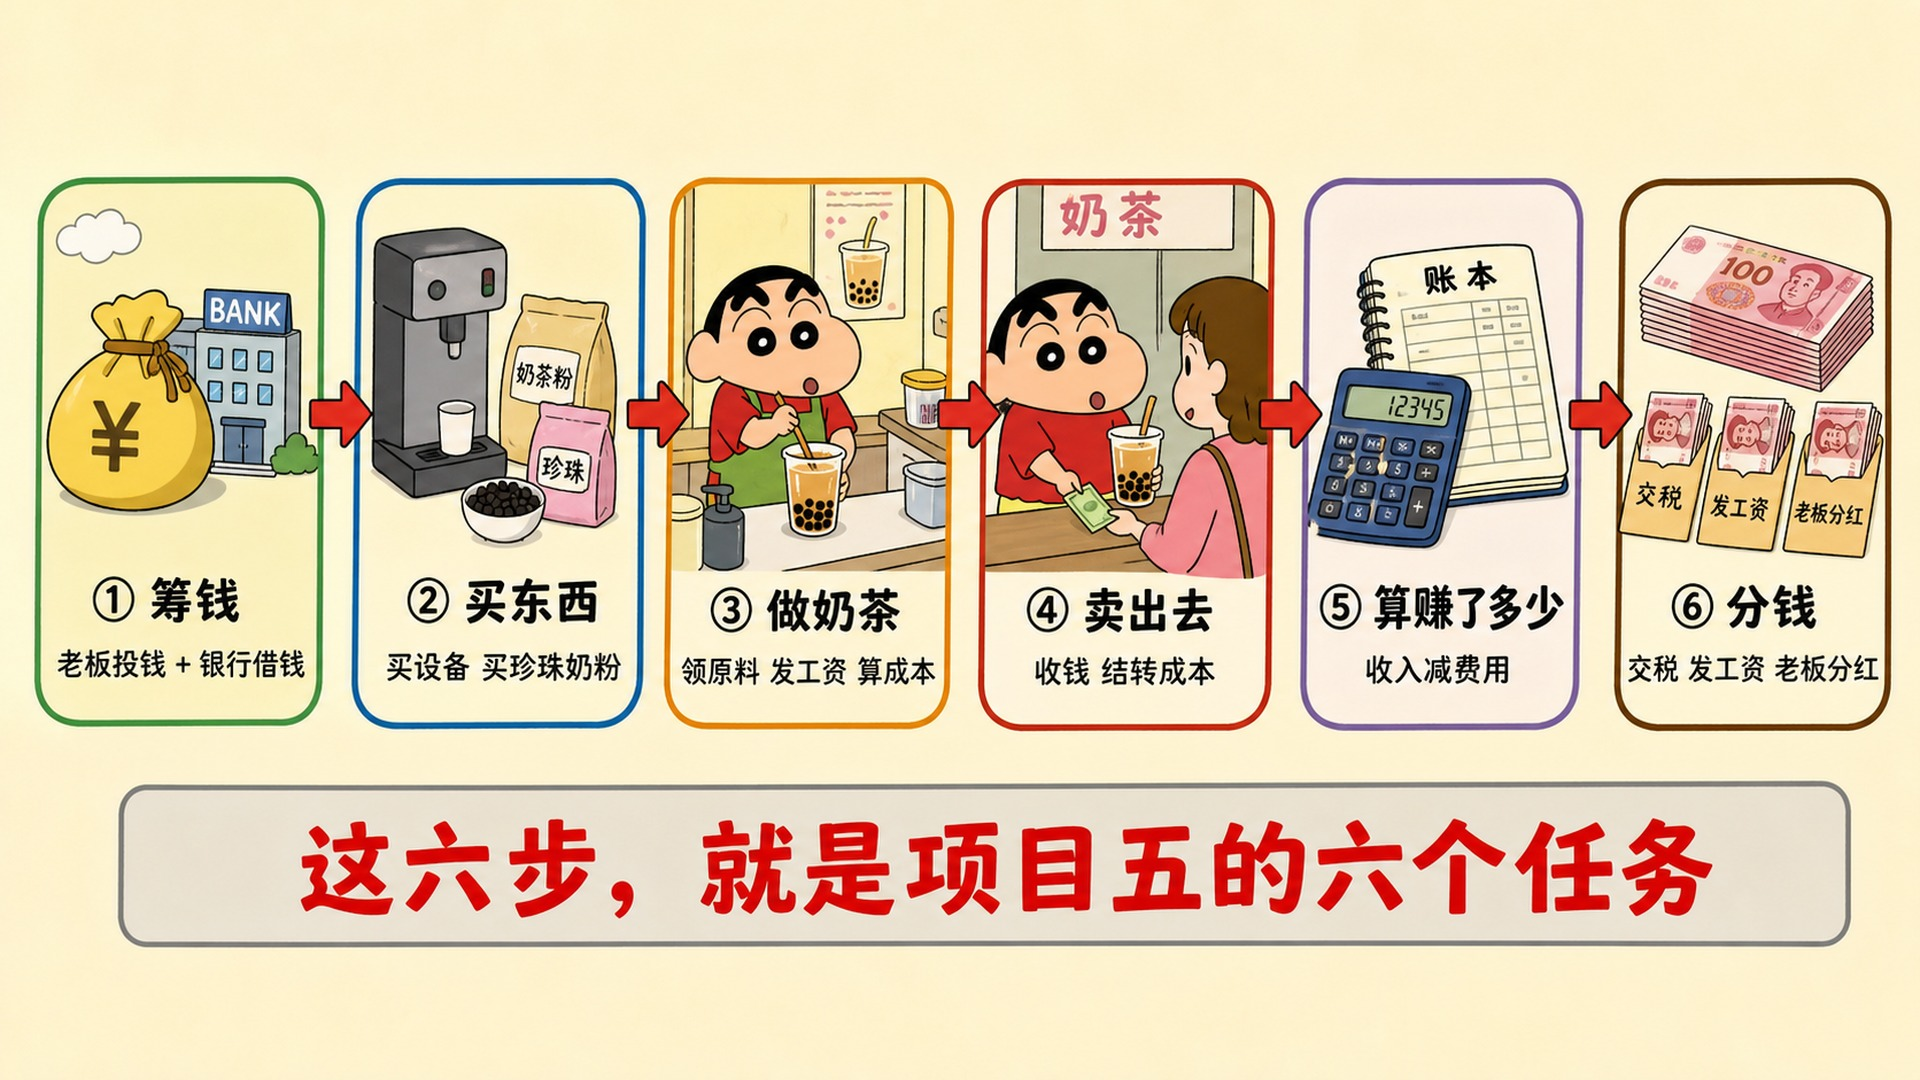 BANK
¥
① 筹钱
老板投钱 + 银行借钱
奶茶粉
珍珠
② 买东西
买设备 买珍珠奶粉
③ 做奶茶
领原料 发工资 算成本
奶茶
④ 卖出去
收钱 结转成本
账本
12345
⑤ 算赚了多少
收入减费用
100
交税
发工资
老板分红
⑥ 分钱
交税 发工资 老板分红
这六步，就是项目五的六个任务